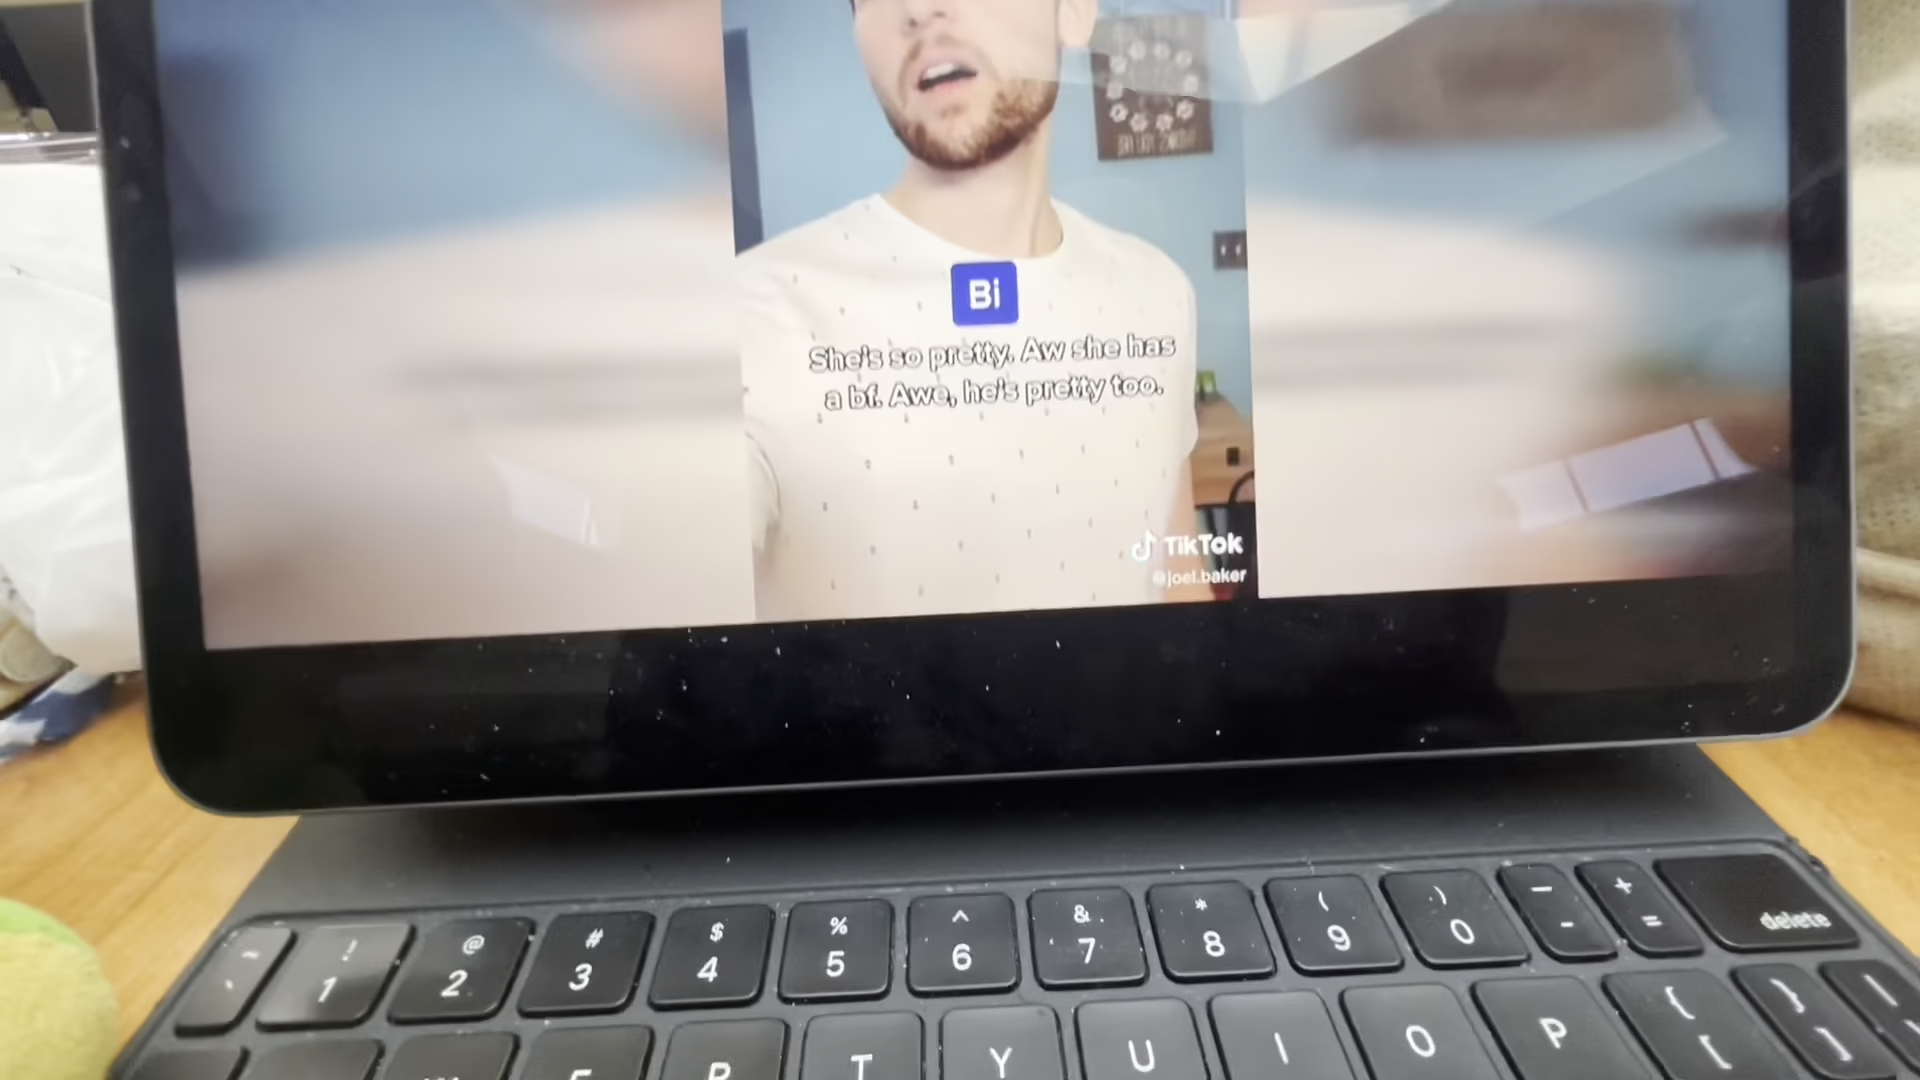 Bi
She's so pretty. Aw she has
a bf. Awe, he's pretty too.
TikTok
@joel.baker
~ ! @ # $ % ^ & * ( ) — +
` 1 2 3 4 5 6 7 8 9 0 - = delete
T Y U I O P { [ } ] |